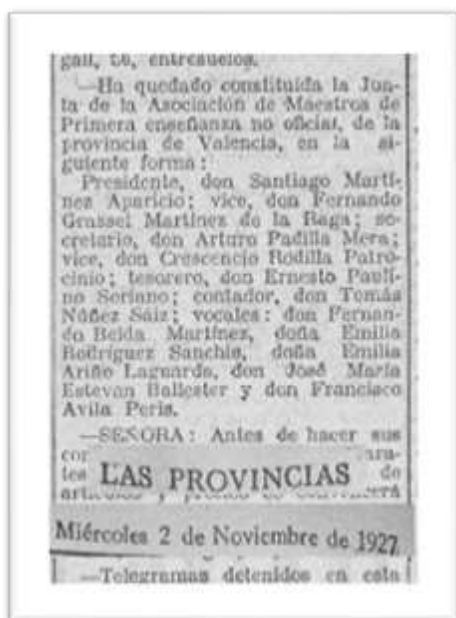 gall, 56, entresuelos.
—Ha quedado constituída la Jun-
ta de la Asociación de Maestros de
Primera enseñanza no oficial, de la
provincia de Valencia, en la si-
guiente forma:
Presidente, don Santiago Martí-
nez Aparicio; vice, don Fernando
Grassel Martínez de la Raga; se-
cretario, don Arturo Padilla Mera;
vice, don Crescencio Rodilla Patro-
cinio; tesorero, don Ernesto Pauli-
no Soriano; contador, don Tomás
Núñez Sáiz; vocales: don Fernan-
do Belda Martínez, doña Emilia
Rodríguez Sanchis, doña Emilia
Ariño Laguarda, don José María
Estevan Ballester y don Francisco
Avila Peris.
—SEÑORA: Antes de hacer sus
LAS PROVINCIAS de
Miércoles 2 de Noviembre de 1927
—Telegramas detenidos en esta